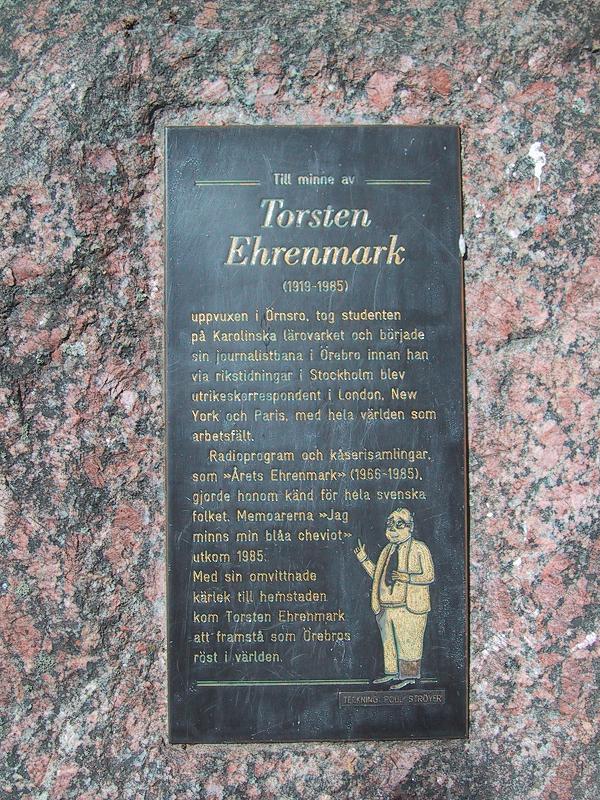 Till minne av
Torsten
Ehrenmark
(1919-1985)
uppvuxen i Örnsro, tog studenten
på Karolinska läroverket och började
sin journalistbana i Örebro innan han
via rikstidningar i Stockholm blev
utrikeskorrespondent i London, New
York och Paris, med hela världen som
arbetsfält.
Radioprogram och kåserisamlingar,
som »Årets Ehrenmark» (1966-1985),
gjorde honom känd för hela svenska
folket. Memoarerna »Jag
minns min blåa cheviot»
utkom 1985.
Med sin omvittnade
kärlek till hemstaden
kom Torsten Ehrenmark
att framstå som Örebros
röst i världen.
TECKNING: POUL STRÖYER